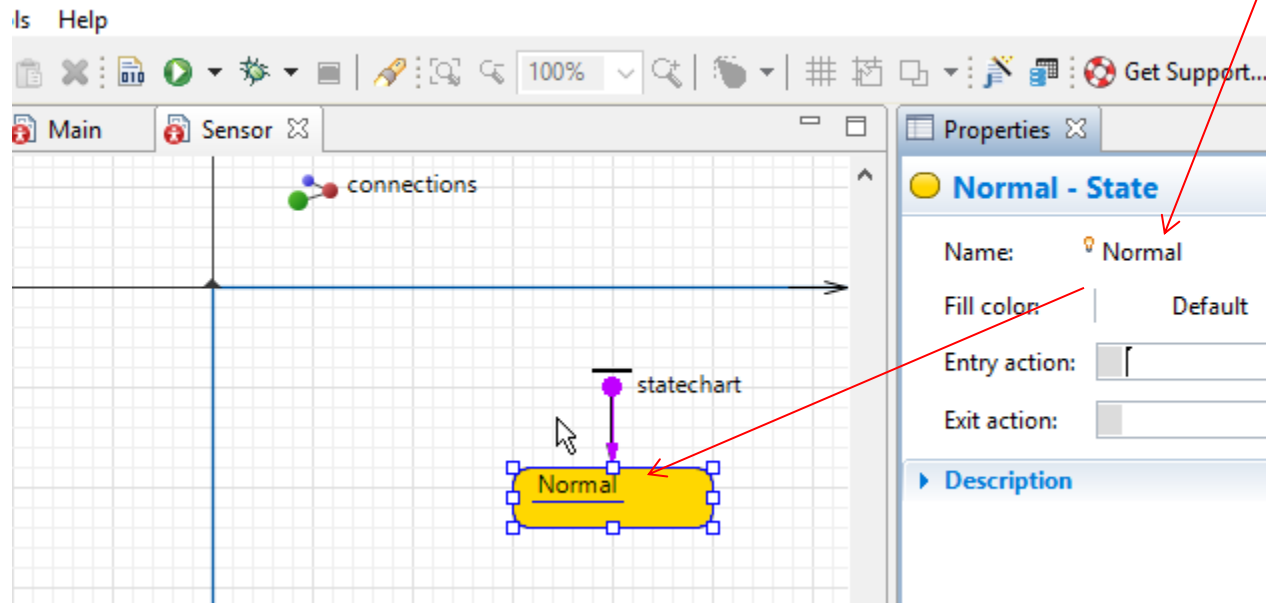 ls Help
100%
Get Support...
Main
Sensor
Properties
connections
Normal - State
Name: Normal
Fill color: Default
statechart
Entry action:
Exit action:
Normal
Description